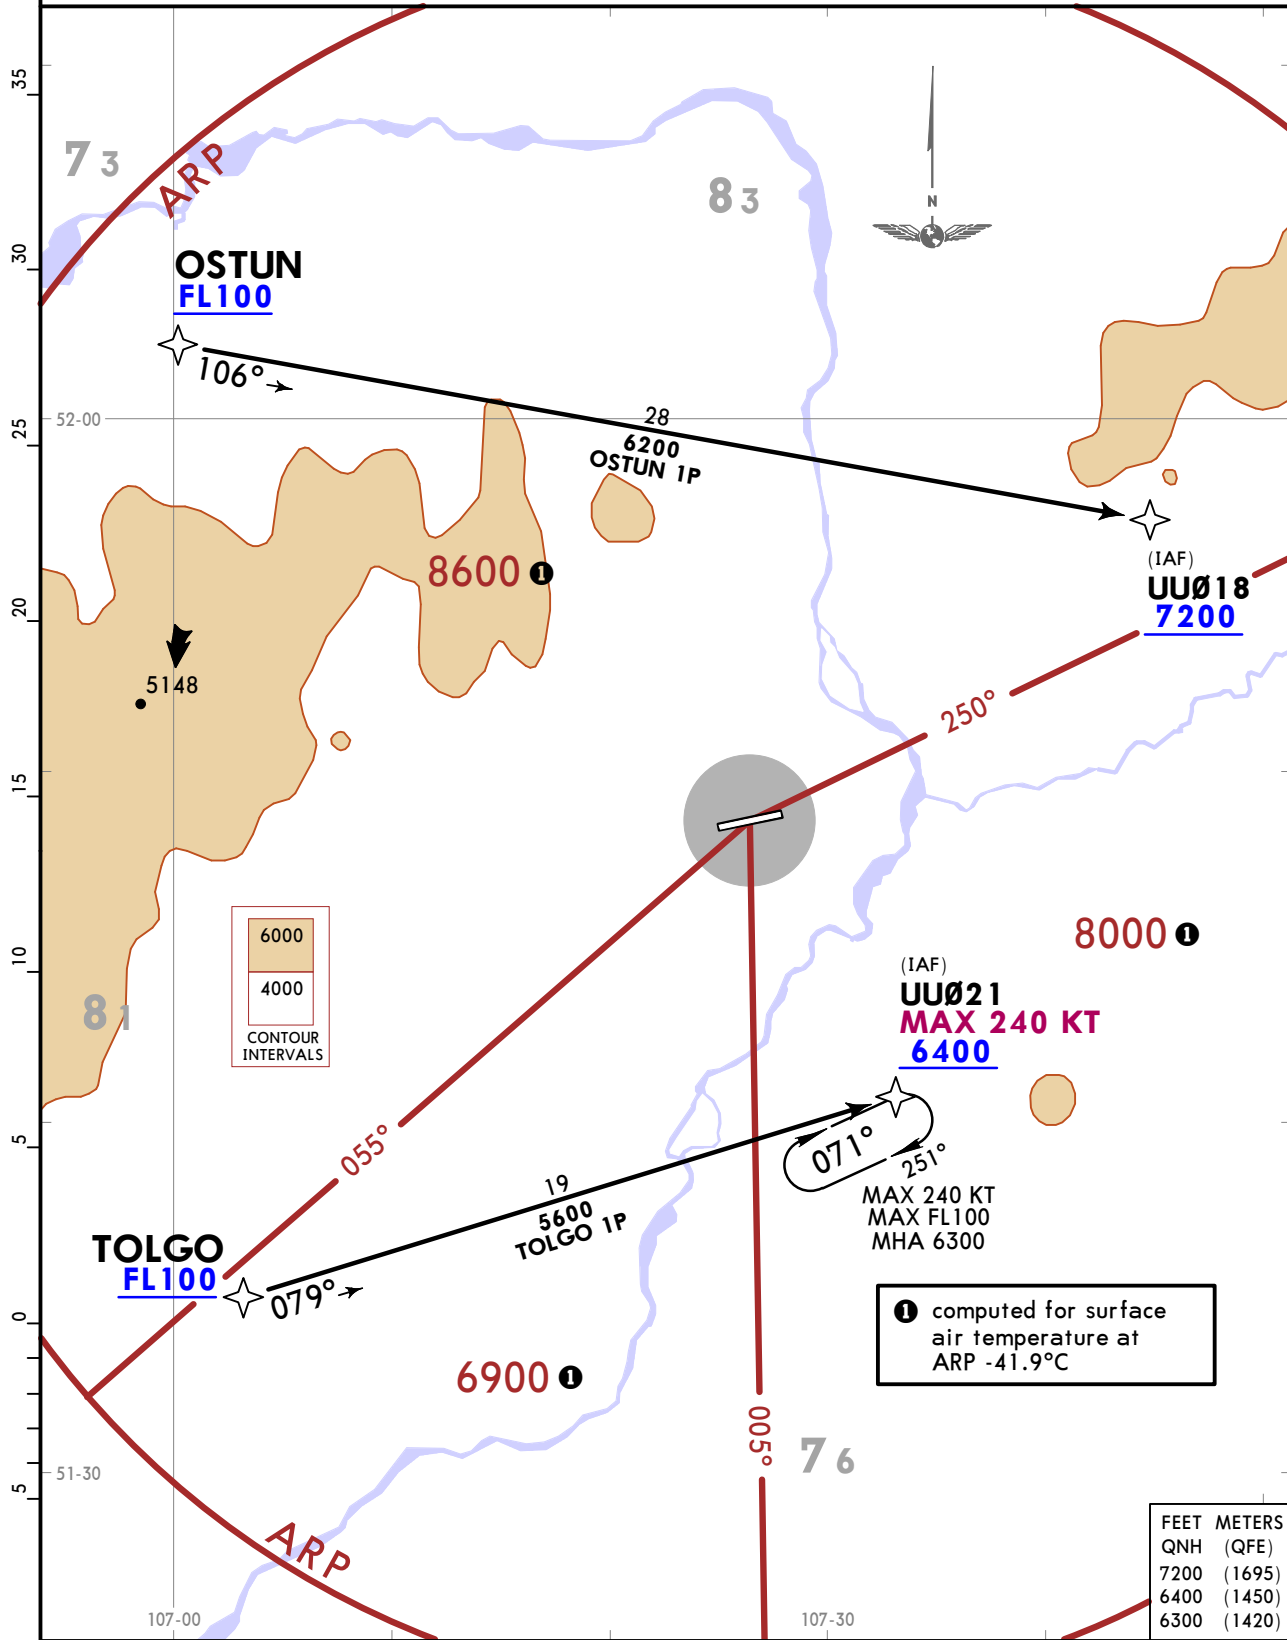 35
7 3
ARP
8 3
N
30
OSTUN
FL100
106°
25
52-00
28
6200
OSTUN 1P
8600 1
(IAF)
UUØ18
7200
20
5148
250°
15
10
6000
4000
CONTOUR
INTERVALS
8 1
8000 1
(IAF)
UUØ21
MAX 240 KT
6400
5
055°
071°
251°
MAX 240 KT
MAX FL100
MHA 6300
19
5600
TOLGO 1P
TOLGO
FL100
079°
0
1 computed for surface
air temperature at
ARP -41.9°C
6900 1
005°
7 6
51-30
5
ARP
107-00
107-30
FEET METERS
QNH (QFE)
7200 (1695)
6400 (1450)
6300 (1420)